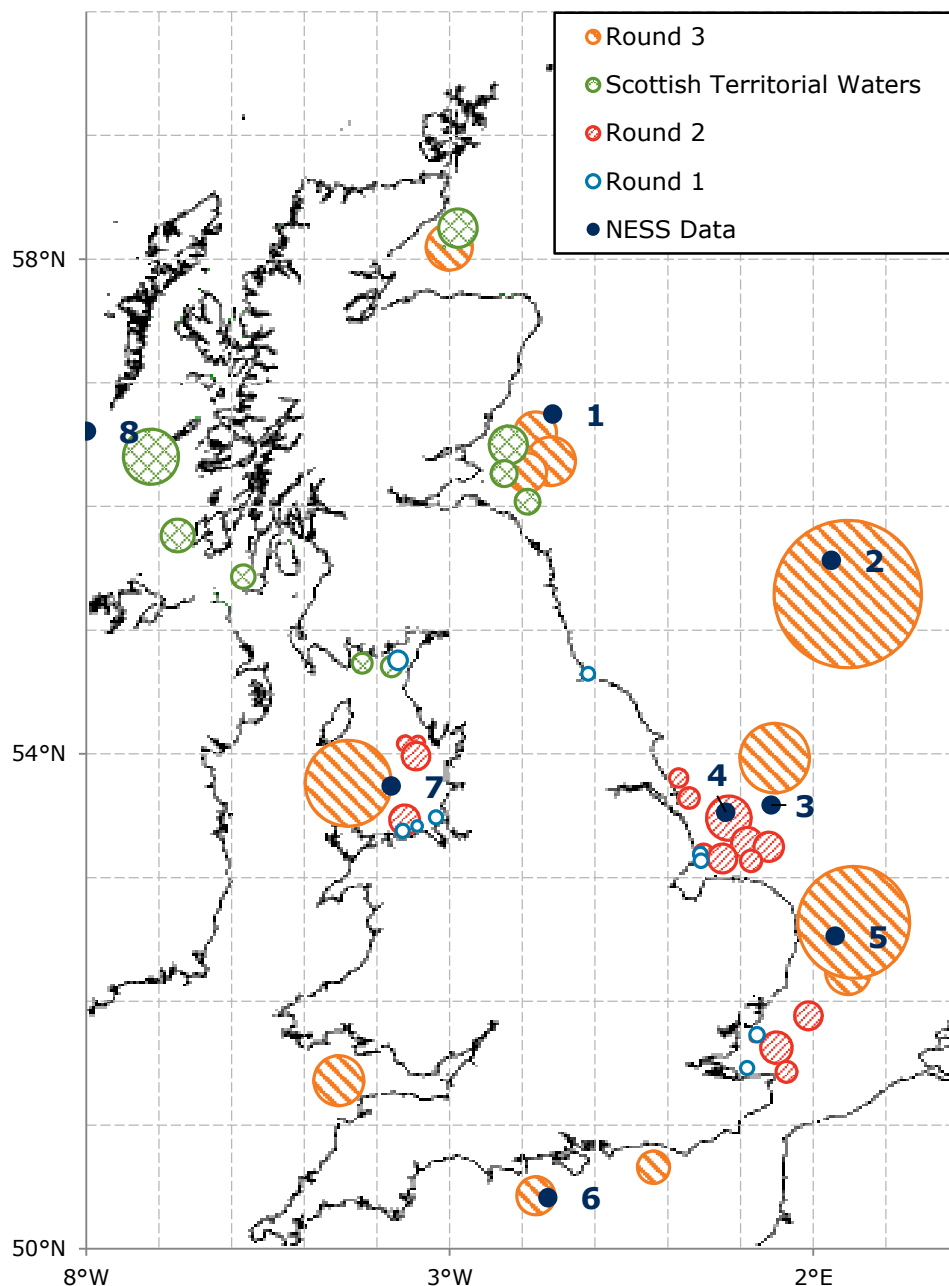 Round 3
Scottish Territorial Waters
Round 2
Round 1
NESS Data
58°N
1
8
2
54°N
4
7
3
5
6
50°N
8°W
3°W
2°E